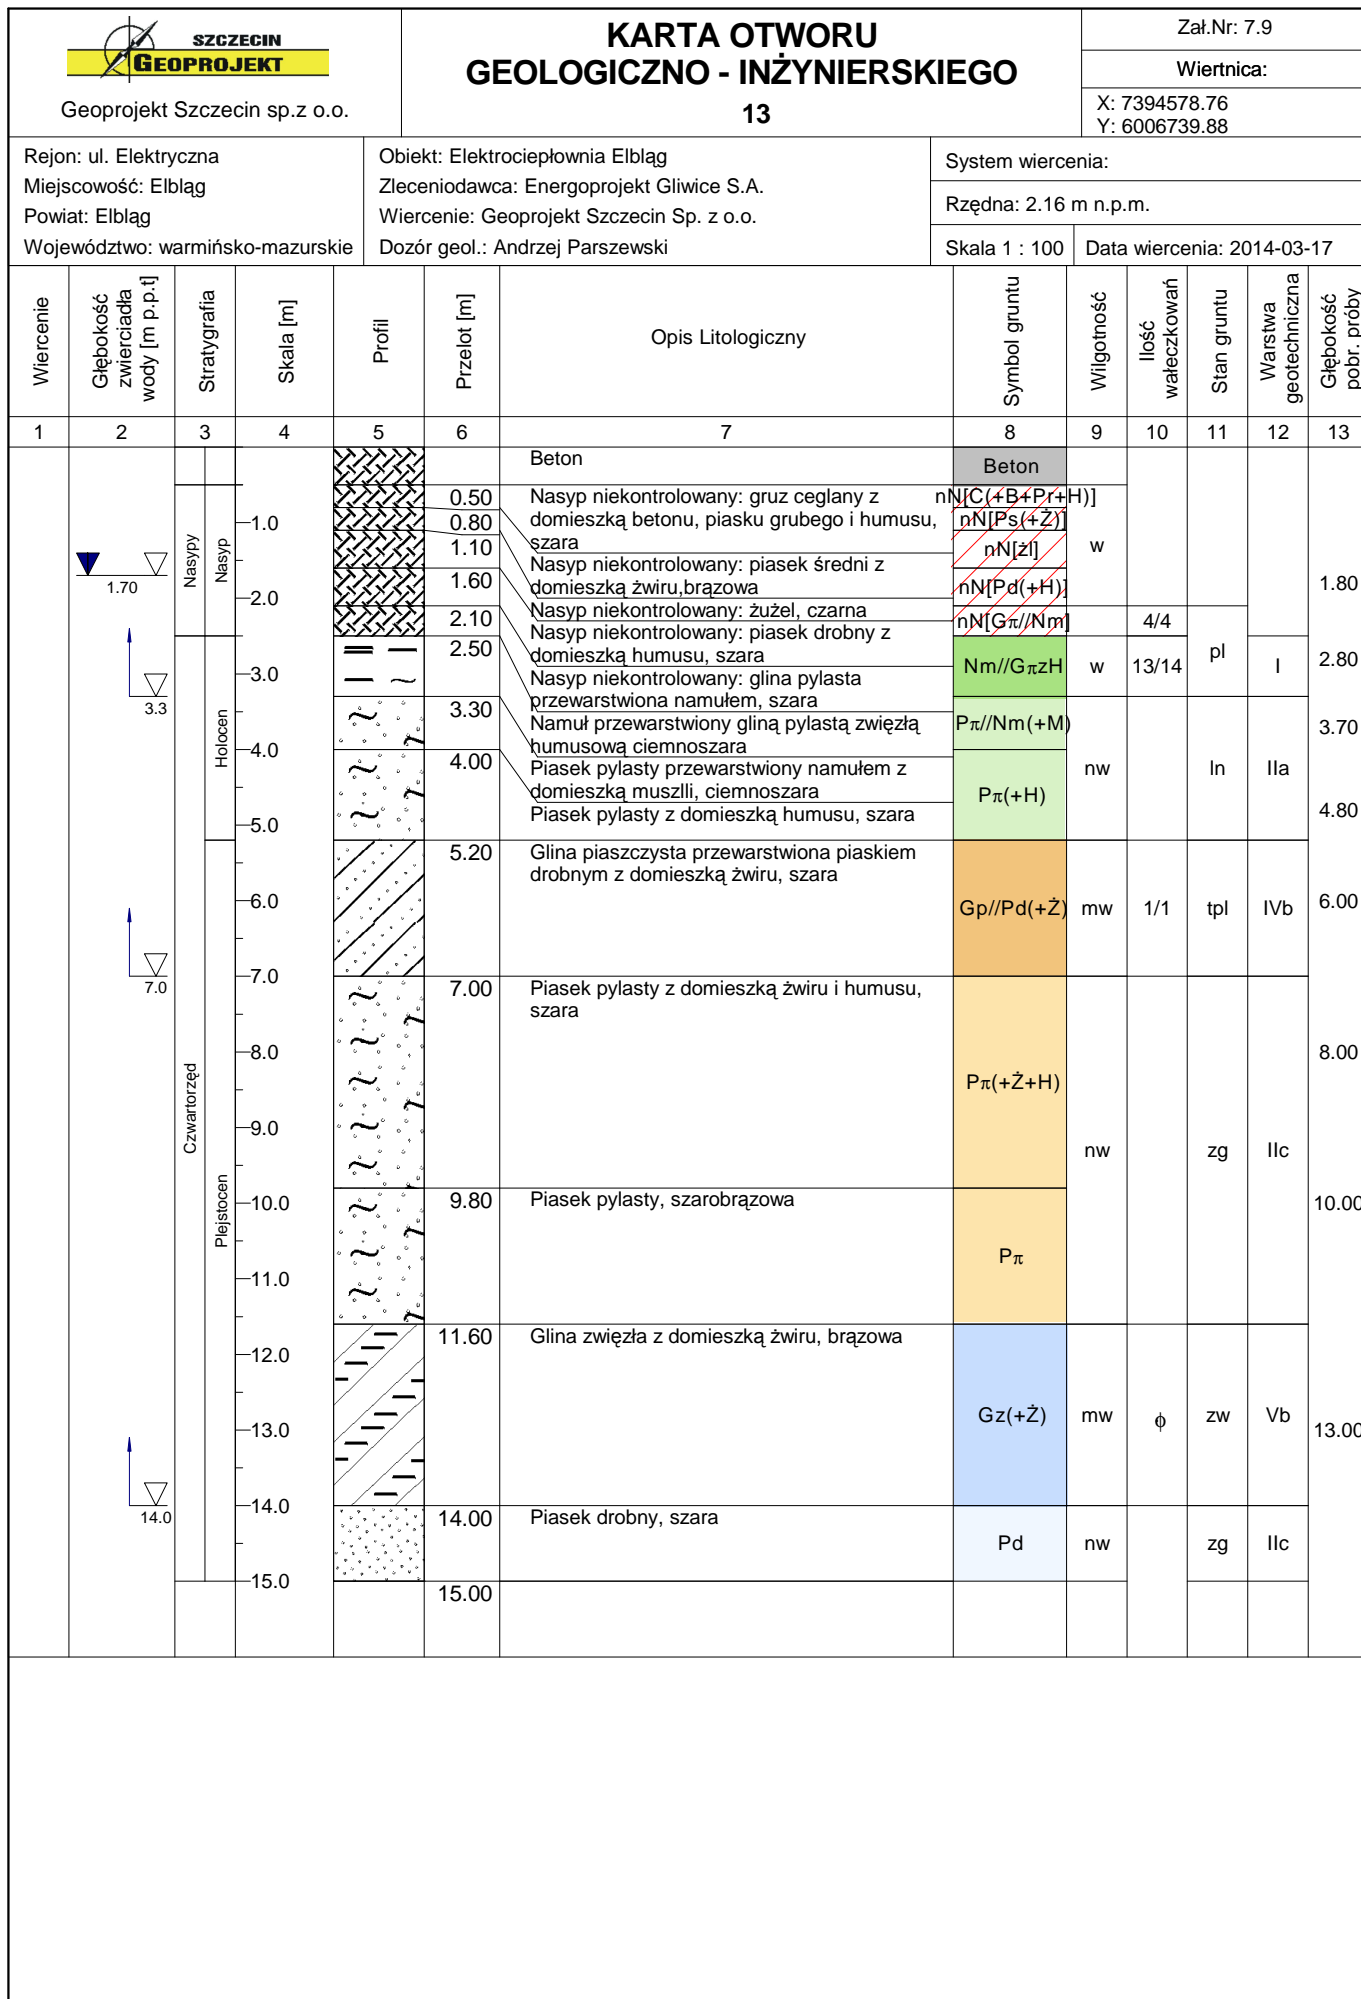 SZCZECIN
GEOPROJEKT
Geoprojekt Szczecin sp.z o.o.
KARTA OTWORU
GEOLOGICZNO - INŻYNIERSKIEGO
13
Zał.Nr: 7.9
Wiertnica:
X: 7394578.76
Y: 6006739.88
Rejon: ul. Elektryczna
Miejscowość: Elbląg
Powiat: Elbląg
Województwo: warmińsko-mazurskie
Obiekt: Elektrociepłownia Elbląg
Zleceniodawca: Energoprojekt Gliwice S.A.
Wiercenie: Geoprojekt Szczecin Sp. z o.o.
Dozór geol.: Andrzej Parszewski
System wiercenia:
Rzędna: 2.16 m n.p.m.
Skala 1 : 100
Data wiercenia: 2014-03-17
Wiercenie
Głębokość
zwierciadła
wody [m p.p.t]
Stratygrafia
Skala [m]
Profil
Przelot [m]
Opis Litologiczny
Symbol gruntu
Wilgotność
Ilość
wałeczkowań
Stan gruntu
Warstwa
geotechniczna
Głębokość
pobr. próby
1 2 3 4 5 6 7 8 9 10 11 12 13
1.70
3.3
7.0
14.0
Nasypy
Nasyp
Czwartorzęd
Holocen
Plejstocen
1.0
2.0
3.0
4.0
5.0
6.0
7.0
8.0
9.0
10.0
11.0
12.0
13.0
14.0
15.0
0.50
0.80
1.10
1.60
2.10
2.50
3.30
4.00
5.20
7.00
9.80
11.60
14.00
15.00
Beton
Nasyp niekontrolowany: gruz ceglany z
domieszką betonu, piasku grubego i humusu,
szara
Nasyp niekontrolowany: piasek średni z
domieszką żwiru,brązowa
Nasyp niekontrolowany: żużel, czarna
Nasyp niekontrolowany: piasek drobny z
domieszką humusu, szara
Nasyp niekontrolowany: glina pylasta
przewarstwiona namułem, szara
Namuł przewarstwiony gliną pylastą zwięzłą
humusową ciemnoszara
Piasek pylasty przewarstwiony namułem z
domieszką muszlli, ciemnoszara
Piasek pylasty z domieszką humusu, szara
Glina piaszczysta przewarstwiona piaskiem
drobnym z domieszką żwiru, szara
Piasek pylasty z domieszką żwiru i humusu,
szara
Piasek pylasty, szarobrązowa
Glina zwięzła z domieszką żwiru, brązowa
Piasek drobny, szara
Beton
nN[C(+B+Pr+H)]
nN[Ps(+Ż)]
nN[żl]
nN[Pd(+H)]
nN[Gπ//Nm]
Nm//GπzH
Pπ//Nm(+M)
Pπ(+H)
Gp//Pd(+Ż)
Pπ(+Ż+H)
Pπ
Gz(+Ż)
Pd
w
w
nw
mw
nw
mw
nw
4/4
13/14
1/1
ϕ
pl
ln
tpl
zg
zw
zg
I
IIa
IVb
IIc
Vb
IIc
1.80
2.80
3.70
4.80
6.00
8.00
10.00
13.00